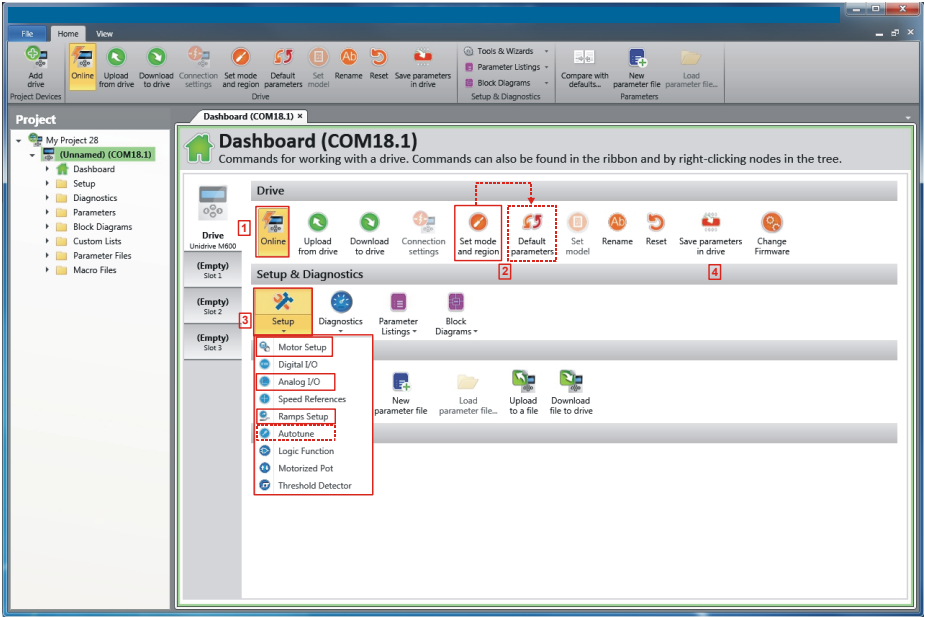 File Home View
Add drive
Online
Upload from drive
Download to drive
Connection settings
Set mode and region
Default parameters
Set model
Rename
Reset
Save parameters in drive
Tools & Wizards
Parameter Listings
Block Diagrams
Compare with defaults...
New parameter file
Load parameter file...
Project Devices
Drive
Setup & Diagnostics
Parameters
Project
My Project 28
(Unnamed) (COM18.1)
Dashboard
Setup
Diagnostics
Parameters
Block Diagrams
Custom Lists
Parameter Files
Macro Files
Dashboard (COM18.1) ×
Dashboard (COM18.1)
Commands for working with a drive. Commands can also be found in the ribbon and by right-clicking nodes in the tree.
Drive
Unidrive M600
(Empty)
Slot 1
(Empty)
Slot 2
(Empty)
Slot 3
Drive
1
Online
Upload from drive
Download to drive
Connection settings
Set mode and region
2
Default parameters
Set model
Rename
Reset
Save parameters in drive
4
Change Firmware
Setup & Diagnostics
3
Setup
Diagnostics
Parameter Listings
Block Diagrams
Motor Setup
Digital I/O
Analog I/O
Speed References
Ramps Setup
Autotune
Logic Function
Motorized Pot
Threshold Detector
New parameter file
Load parameter file...
Upload to a file
Download file to drive